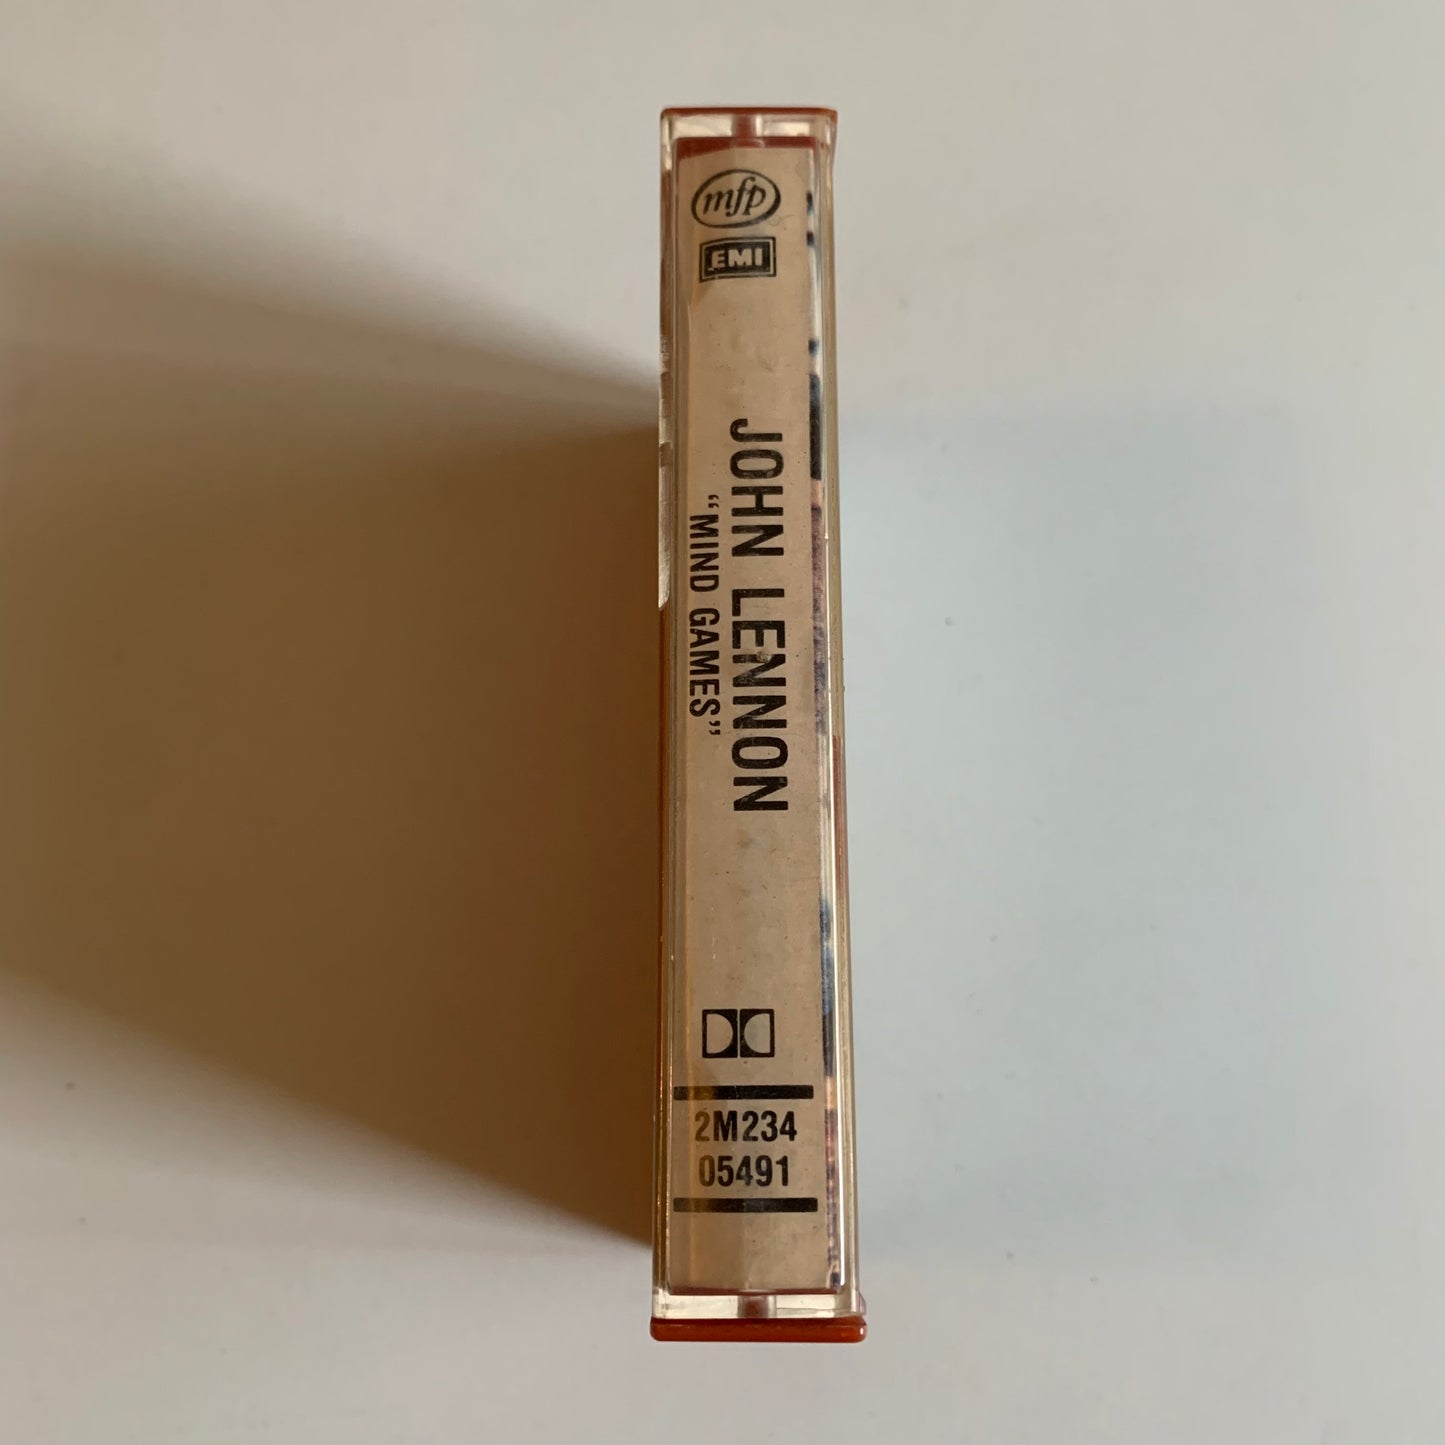 mfp
EMI
JOHN LENNON
“MIND GAMES”
2M234
05491